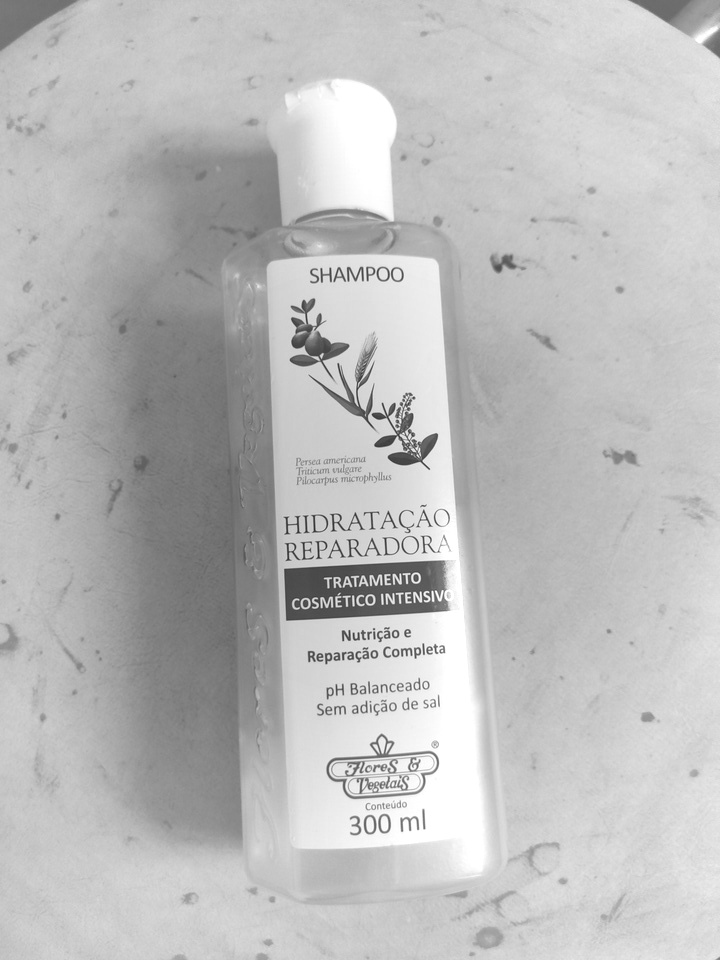 SHAMPOO
Persea americana
Triticum vulgare
Pilocarpus microphyllus
HIDRATAÇÃO
REPARADORA
TRATAMENTO
COSMÉTICO INTENSIVO
Nutrição e
Reparação Completa
pH Balanceado
Sem adição de sal
Flores &
Vegetais
®
Conteúdo
300 ml